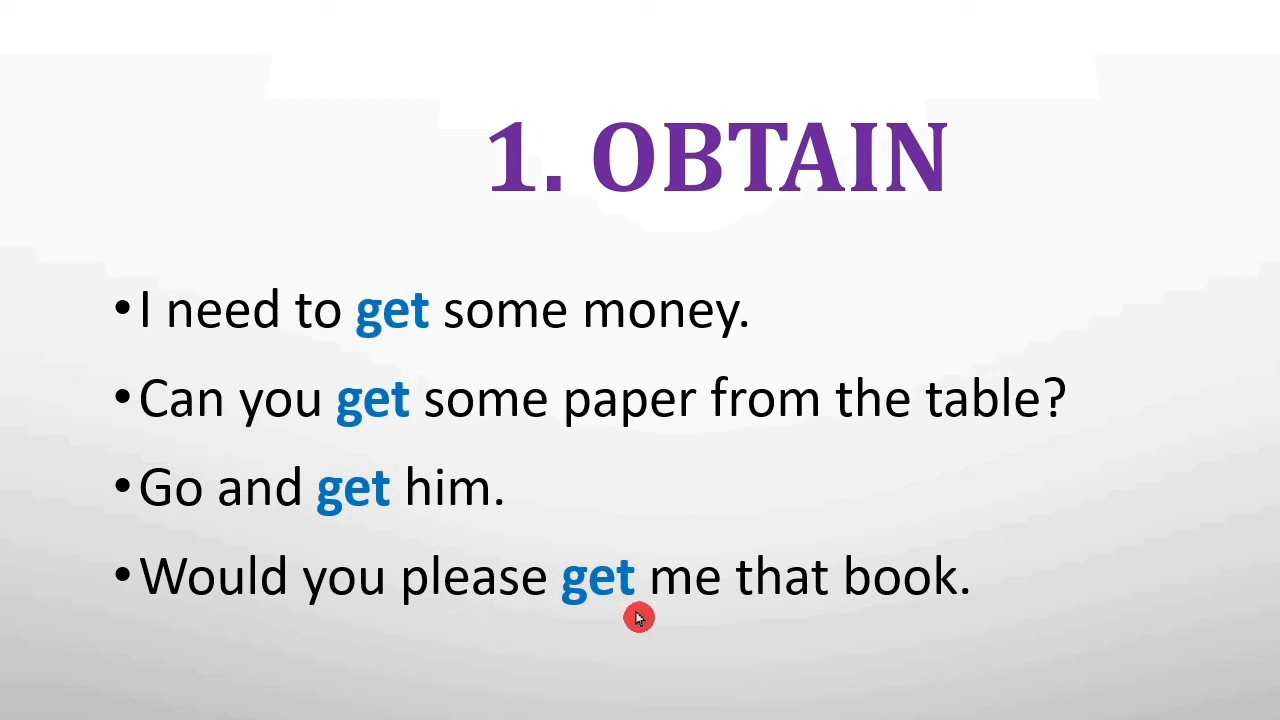 1. OBTAIN
•I need to get some money.
•Can you get some paper from the table?
•Go and get him.
•Would you please get me that book.